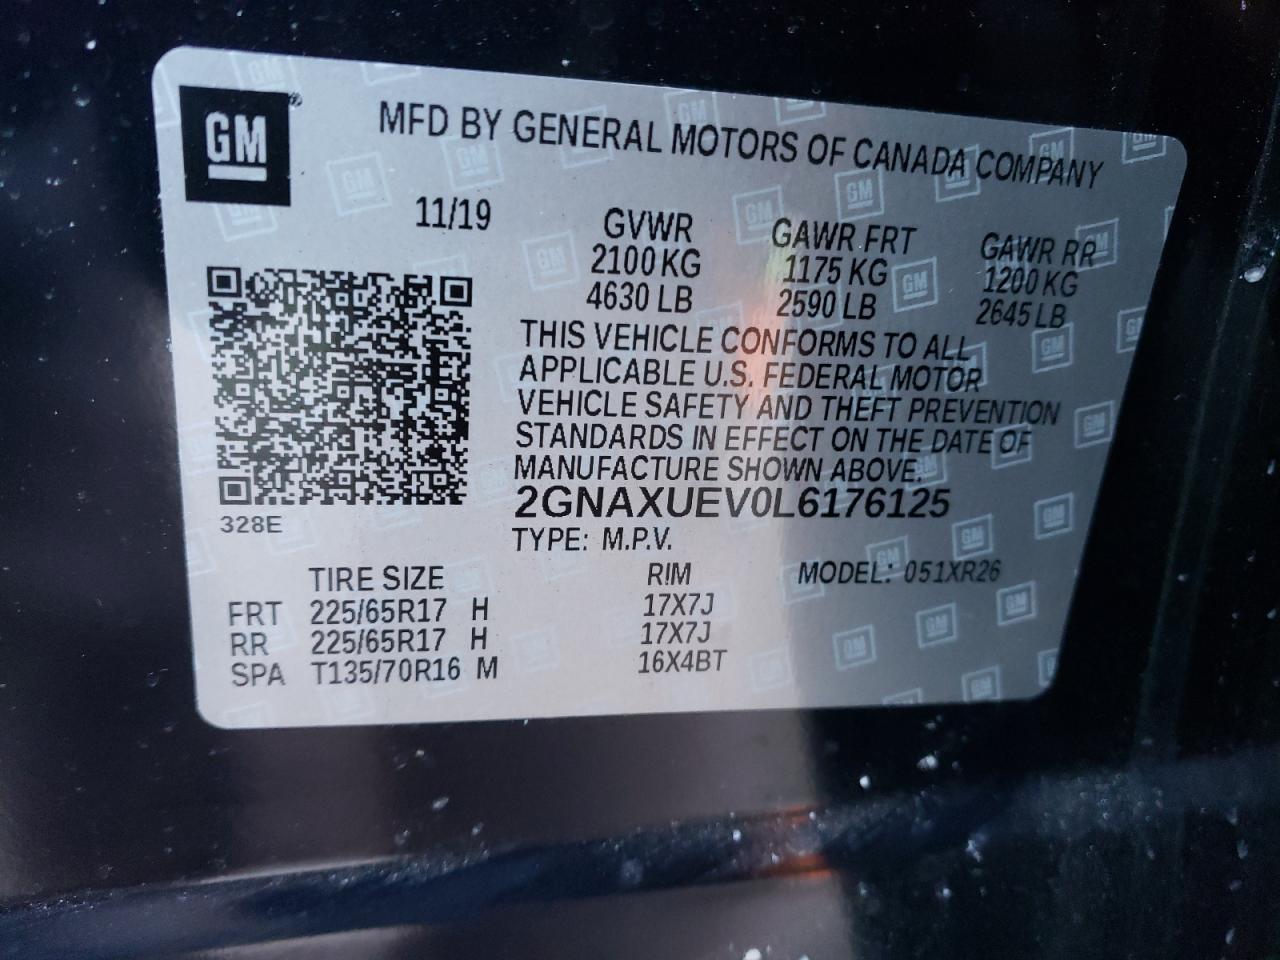 GM ®
MFD BY GENERAL MOTORS OF CANADA COMPANY
11/19 GVWR GAWR FRT GAWR RR
2100 KG 1175 KG 1200 KG
4630 LB 2590 LB 2645 LB
THIS VEHICLE CONFORMS TO ALL
APPLICABLE U.S. FEDERAL MOTOR
VEHICLE SAFETY AND THEFT PREVENTION
STANDARDS IN EFFECT ON THE DATE OF
MANUFACTURE SHOWN ABOVE.
2GNAXUEV0L6176125
328E
TYPE: M.P.V.
TIRE SIZE RIM MODEL: 051XR26
FRT 225/65R17 H 17X7J
RR 225/65R17 H 17X7J
SPA T135/70R16 M 16X4BT